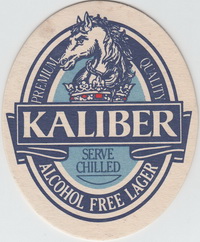 PREMIUM QUALITY
KALIBER
SERVE
CHILLED
ALCOHOL FREE LAGER